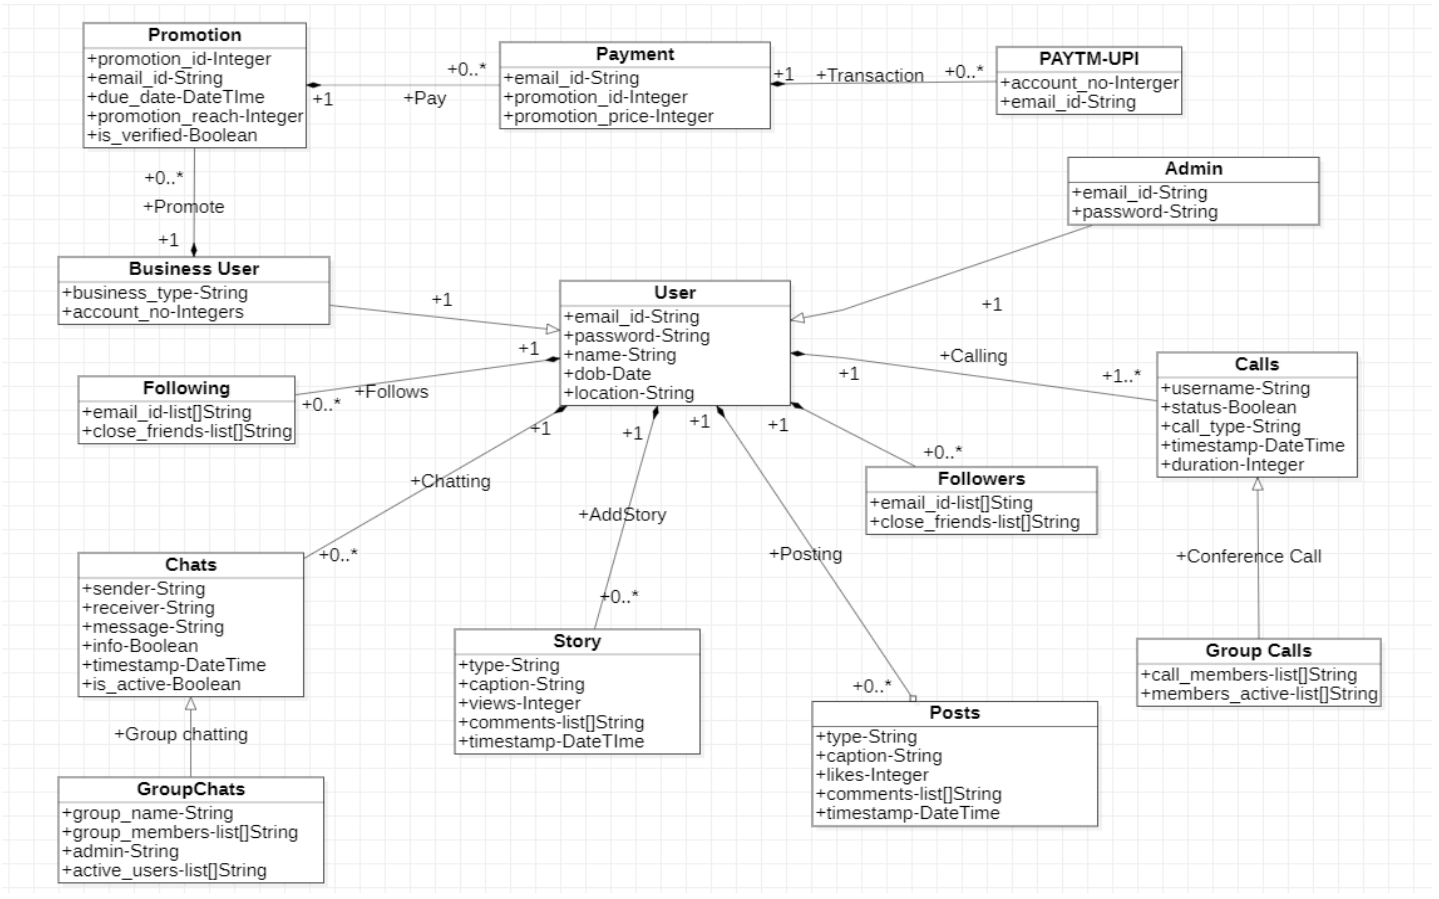 Promotion
+promotion_id-Integer
+email_id-String
+due_date-DateTIme
+promotion_reach-Integer
+is_verified-Boolean
+1
+Pay
+0..*
Payment
+email_id-String
+promotion_id-Integer
+promotion_price-Integer
+1
+Transaction
+0..*
PAYTM-UPI
+account_no-Interger
+email_id-String
+0..*
+Promote
+1
Admin
+email_id-String
+password-String
Business User
+business_type-String
+account_no-Integers
+1
User
+email_id-String
+password-String
+name-String
+dob-Date
+location-String
+1
+Calling
+1
+1..*
Calls
+username-String
+status-Boolean
+call_type-String
+timestamp-DateTime
+duration-Integer
Following
+email_id-list[]String
+close_friends-list[]String
+0..*
+Follows
+1
+1
+1
+1
+1
+0..*
Followers
+email_id-list[]Sting
+close_friends-list[]String
+Chatting
+0..*
+AddStory
+0..*
+Posting
+0..*
+Conference Call
Chats
+sender-String
+receiver-String
+message-String
+info-Boolean
+timestamp-DateTime
+is_active-Boolean
Story
+type-String
+caption-String
+views-Integer
+comments-list[]String
+timestamp-DateTIme
Group Calls
+call_members-list[]String
+members_active-list[]String
Posts
+type-String
+caption-String
+likes-Integer
+comments-list[]String
+timestamp-DateTime
+Group chatting
GroupChats
+group_name-String
+group_members-list[]String
+admin-String
+active_users-list[]String